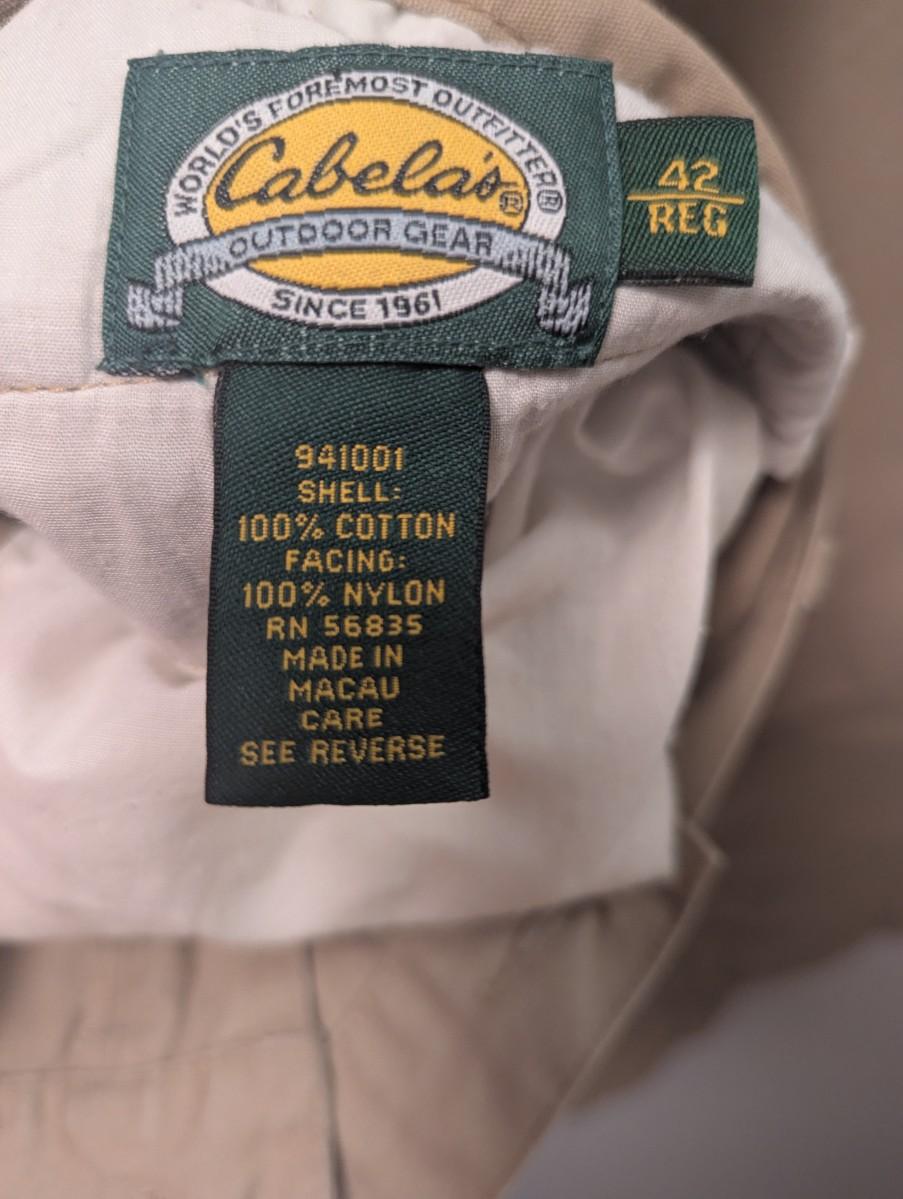 WORLD'S FOREMOST OUTFITTER®
Cabela's®
OUTDOOR GEAR
SINCE 1961
42
REG
941001
SHELL:
100% COTTON
FACING:
100% NYLON
RN 56835
MADE IN
MACAU
CARE
SEE REVERSE